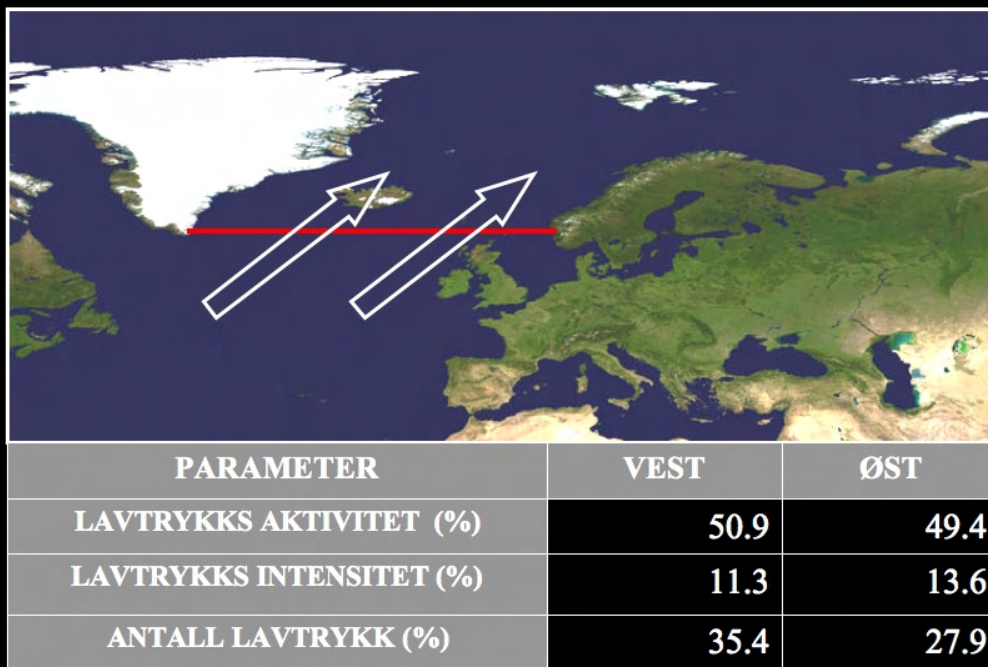 PARAMETER VEST ØST
LAVTRYKKS AKTIVITET (%) 50.9 49.4
LAVTRYKKS INTENSITET (%) 11.3 13.6
ANTALL LAVTRYKK (%) 35.4 27.9